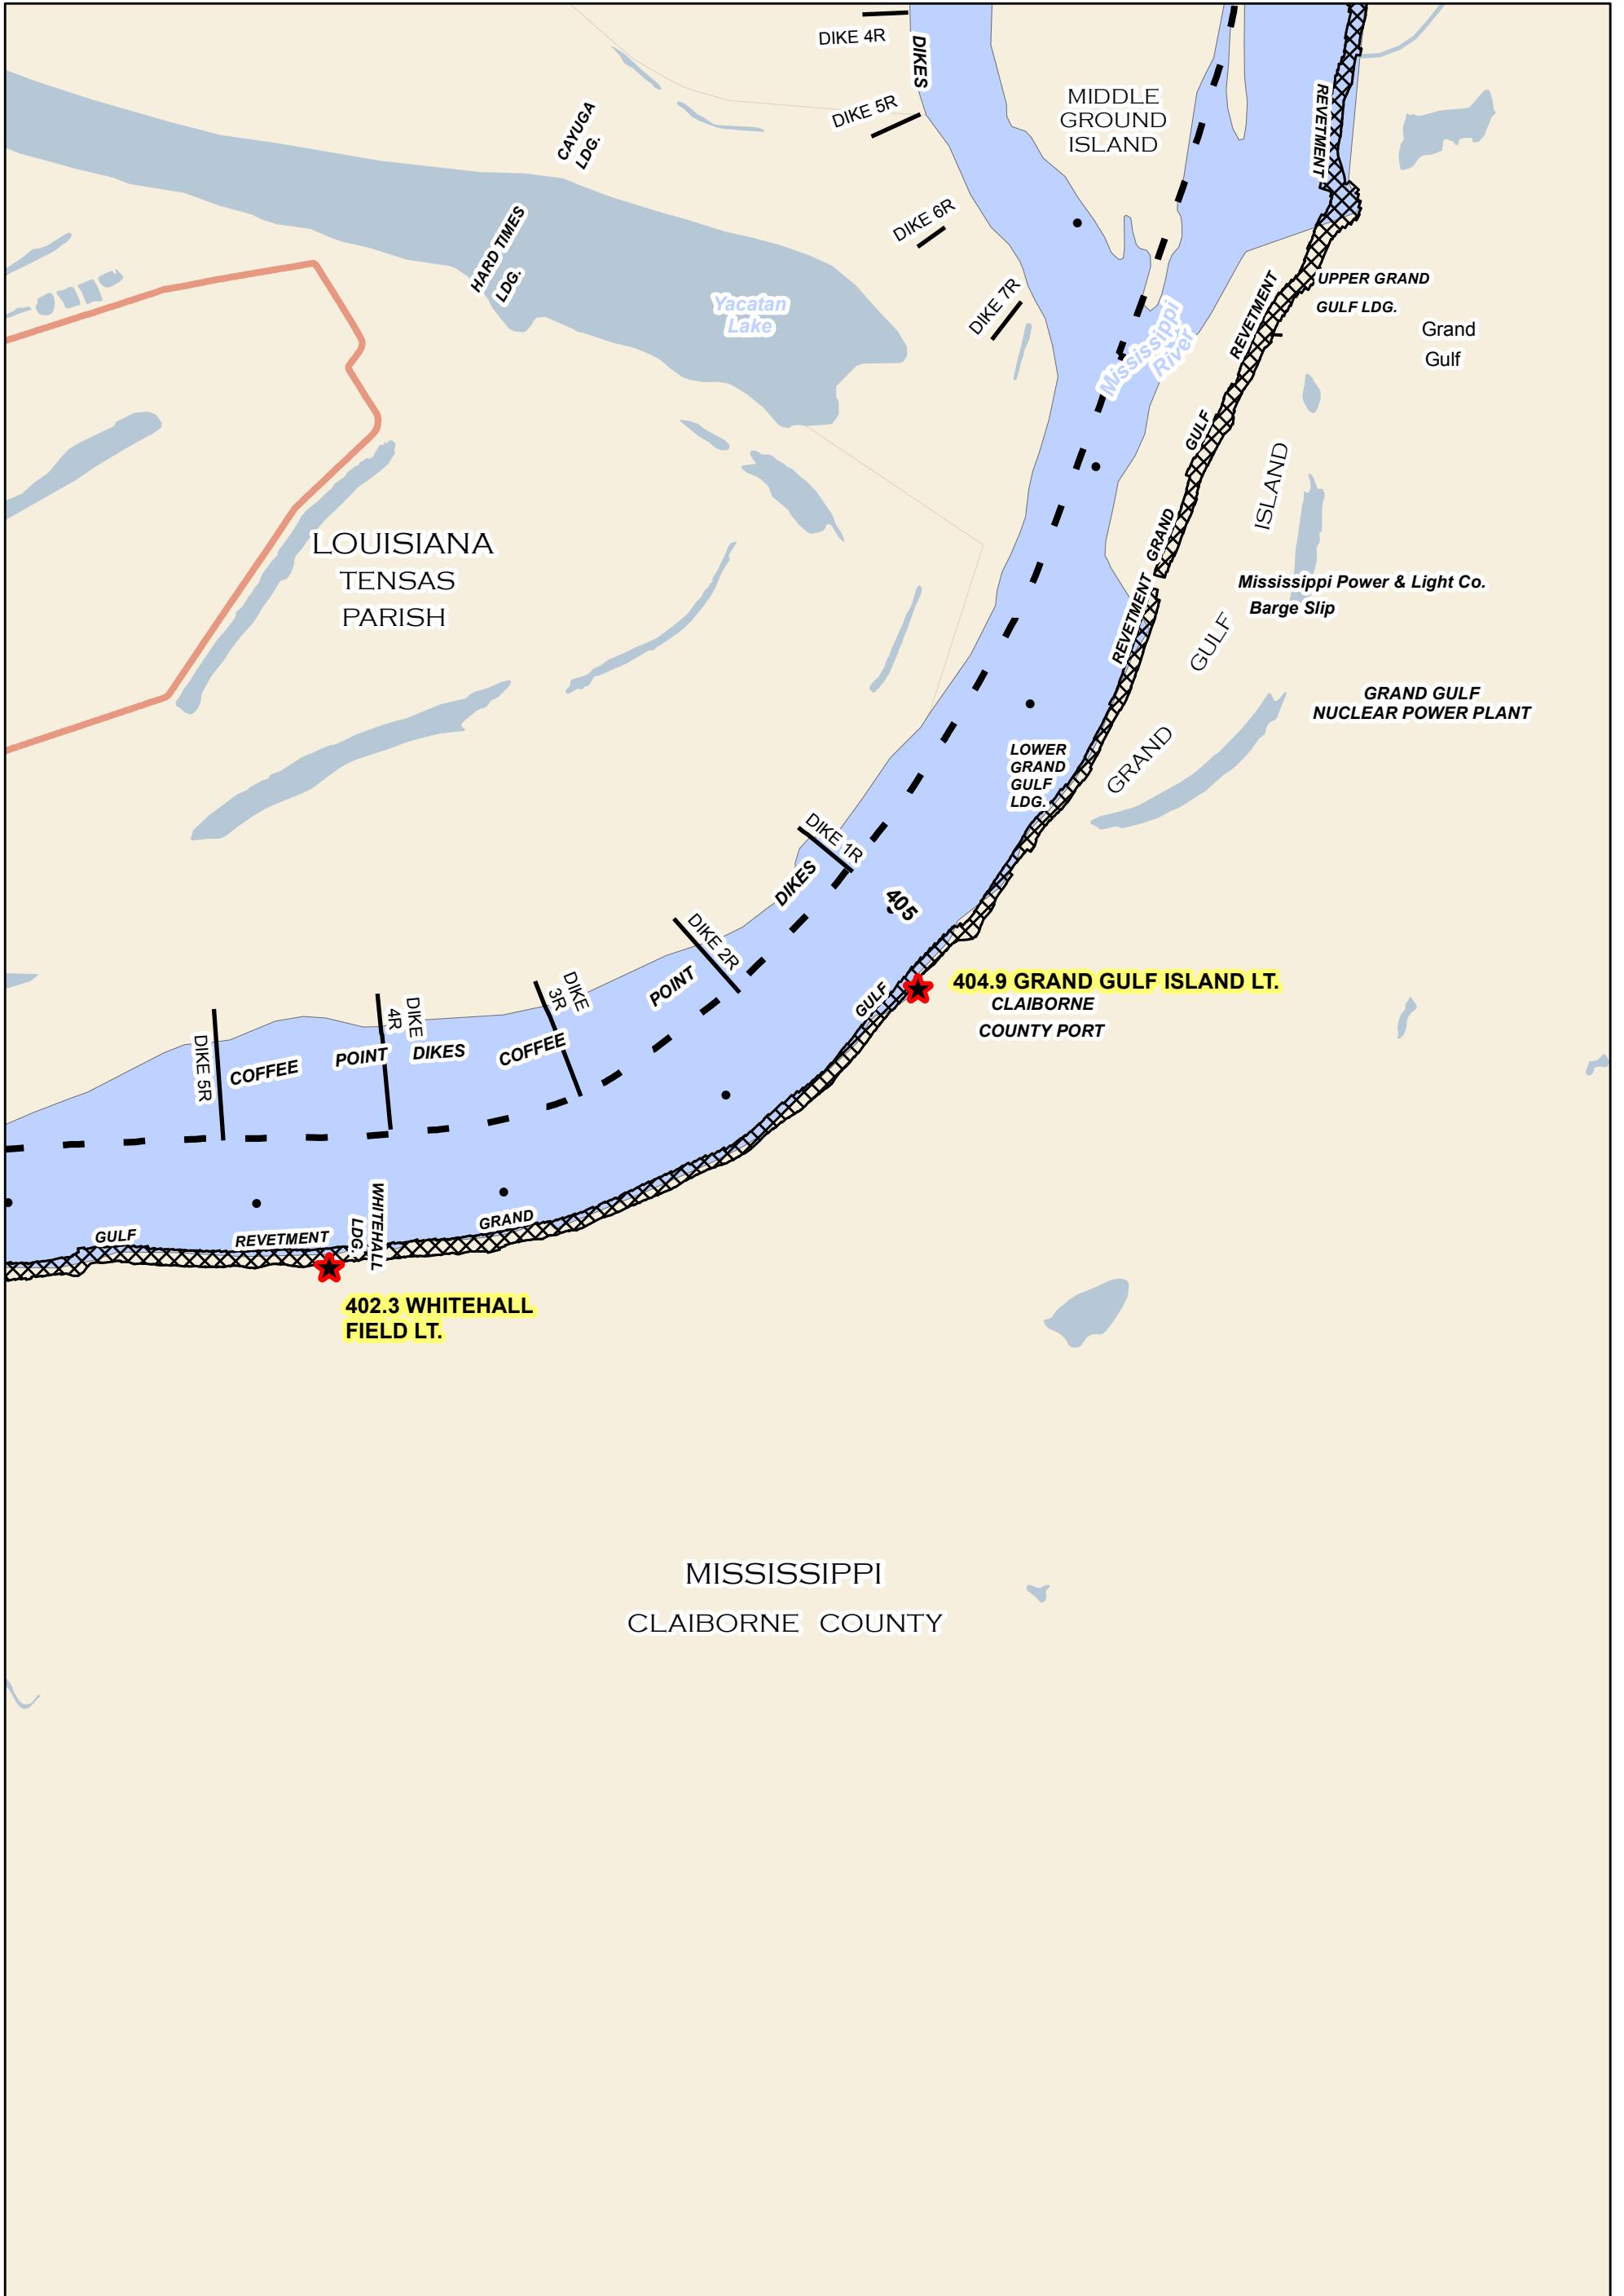 DIKE 4R
DIKES
DIKE 5R
MIDDLE
GROUND
ISLAND
REVETMENT
CAYUGA
LDG.
DIKE 6R
HARD TIMES
LDG.
DIKE 7R
Yacatan
Lake
Mississippi
River
UPPER GRAND
GULF LDG.
Grand
Gulf
REVETMENT
GULF
GRAND
REVETMENT
ISLAND
GULF
GRAND
LOUISIANA
TENSAS
PARISH
Mississippi Power & Light Co.
Barge Slip
GRAND GULF
NUCLEAR POWER PLANT
LOWER
GRAND
GULF
LDG.
DIKE 1R
DIKES
405
DIKE 2R
POINT
GULF
404.9 GRAND GULF ISLAND LT.
CLAIBORNE
COUNTY PORT
DIKE
3R
COFFEE
DIKE
4R
DIKES
POINT
COFFEE
DIKE 5R
WHITEHALL
LDG.
GRAND
REVETMENT
GULF
402.3 WHITEHALL
FIELD LT.
MISSISSIPPI
CLAIBORNE COUNTY